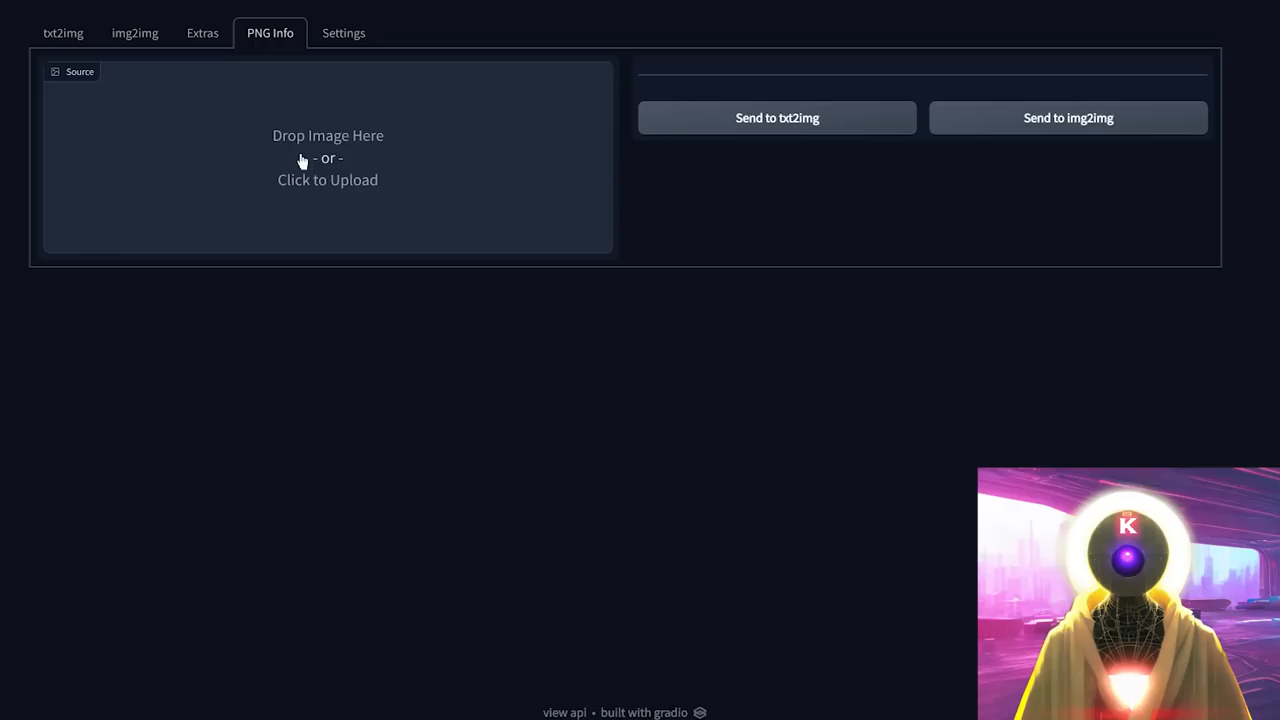 txt2img img2img Extras PNG Info Settings
Source
Drop Image Here
- or -
Click to Upload
Send to txt2img Send to img2img
K
view api • built with gradio